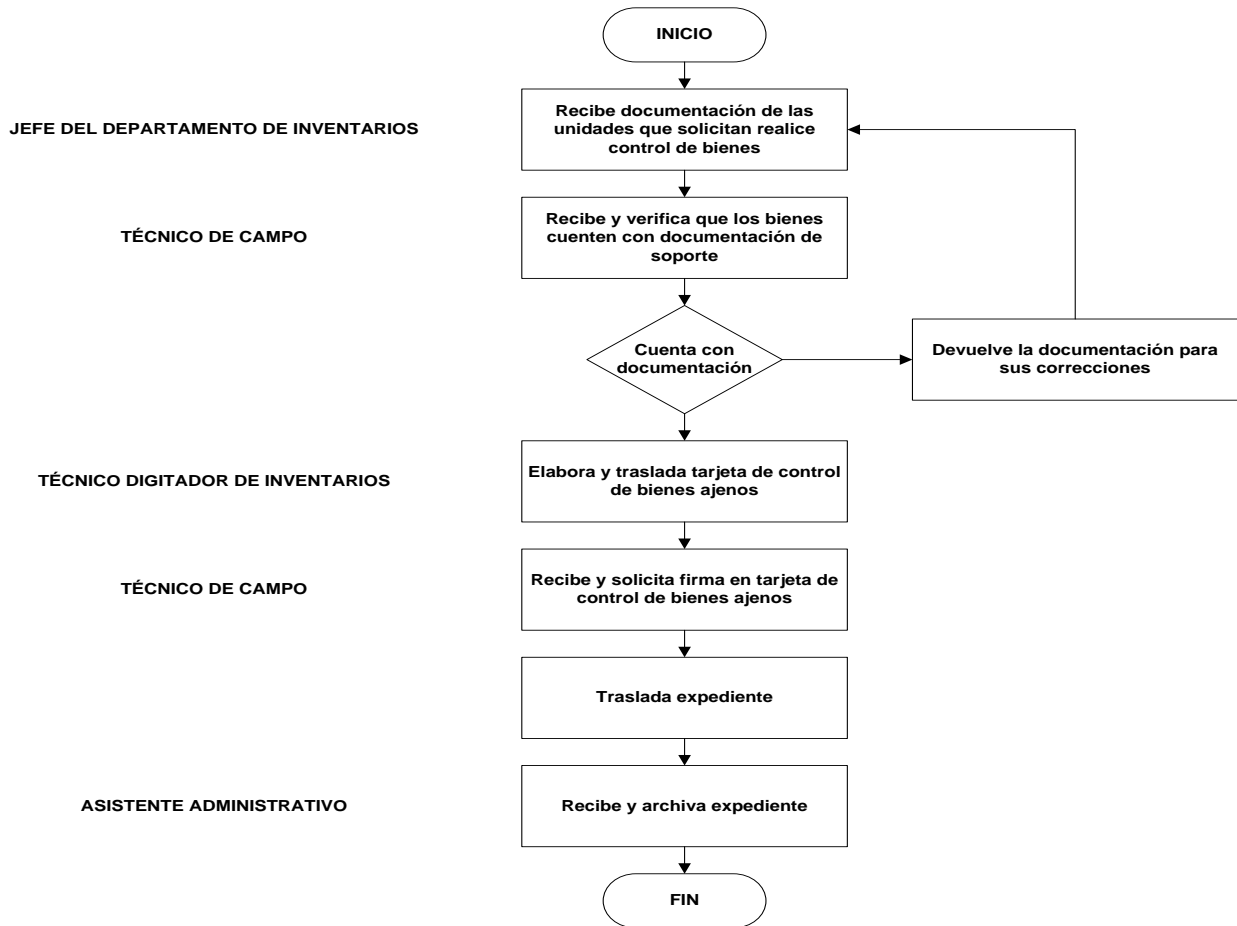 INICIO
JEFE DEL DEPARTAMENTO DE INVENTARIOS
Recibe documentación de las
unidades que solicitan realice
control de bienes
TÉCNICO DE CAMPO
Recibe y verifica que los bienes
cuenten con documentación de
soporte
Cuenta con
documentación
Devuelve la documentación para
sus correcciones
TÉCNICO DIGITADOR DE INVENTARIOS
Elabora y traslada tarjeta de control
de bienes ajenos
TÉCNICO DE CAMPO
Recibe y solicita firma en tarjeta de
control de bienes ajenos
Traslada expediente
ASISTENTE ADMINISTRATIVO
Recibe y archiva expediente
FIN